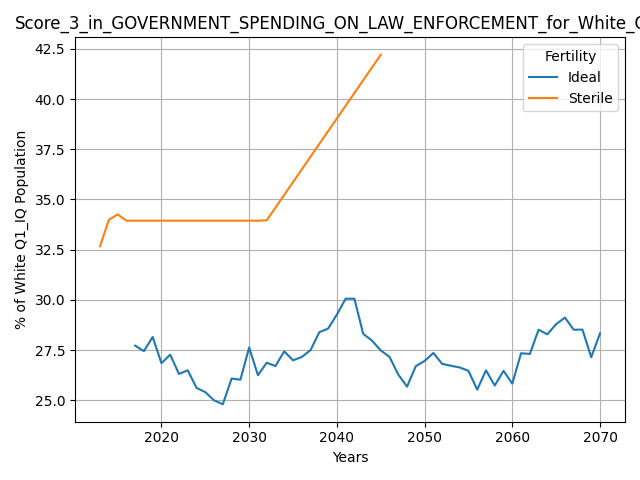 Score_3_in_GOVERNMENT_SPENDING_ON_LAW_ENFORCEMENT_for_White_
42.5
40.0
37.5
35.0
32.5
30.0
27.5
25.0
% of White Q1_IQ Population
Fertility
Ideal
Sterile
2020 2030 2040 2050 2060 2070
Years